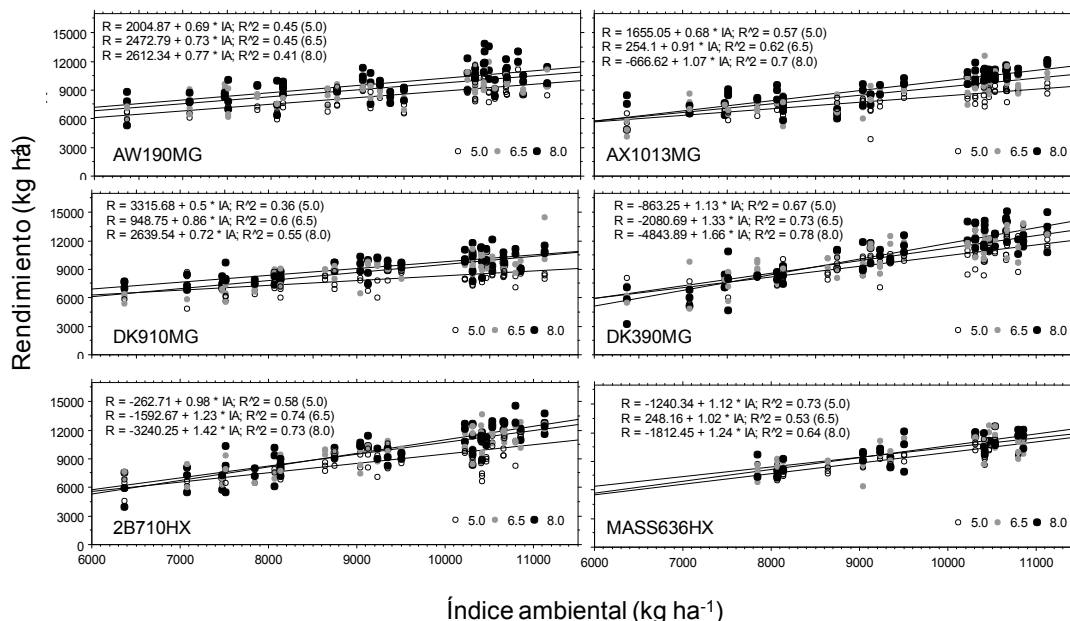 15000
12000
9000
6000
3000
0
R = 2004.87 + 0.69 * IA; R^2 = 0.45 (5.0)
R = 2472.79 + 0.73 * IA; R^2 = 0.45 (6.5)
R = 2612.34 + 0.77 * IA; R^2 = 0.41 (8.0)
AW190MG
5.0 6.5 8.0
R = 1655.05 + 0.68 * IA; R^2 = 0.57 (5.0)
R = 254.1 + 0.91 * IA; R^2 = 0.62 (6.5)
R = -666.62 + 1.07 * IA; R^2 = 0.7 (8.0)
AX1013MG
5.0 6.5 8.0
Rendimiento (kg ha)
15000
12000
9000
6000
3000
0
R = 3315.68 + 0.5 * IA; R^2 = 0.36 (5.0)
R = 948.75 + 0.86 * IA; R^2 = 0.6 (6.5)
R = 2639.54 + 0.72 * IA; R^2 = 0.55 (8.0)
DK910MG
5.0 6.5 8.0
R = -863.25 + 1.13 * IA; R^2 = 0.67 (5.0)
R = -2080.69 + 1.33 * IA; R^2 = 0.73 (6.5)
R = -4843.89 + 1.66 * IA; R^2 = 0.78 (8.0)
DK390MG
5.0 6.5 8.0
15000
12000
9000
6000
3000
0
R = -262.71 + 0.98 * IA; R^2 = 0.58 (5.0)
R = -1592.67 + 1.23 * IA; R^2 = 0.74 (6.5)
R = -3240.25 + 1.42 * IA; R^2 = 0.73 (8.0)
2B710HX
5.0 6.5 8.0
R = -1240.34 + 1.12 * IA; R^2 = 0.73 (5.0)
R = 248.16 + 1.02 * IA; R^2 = 0.53 (6.5)
R = -1812.45 + 1.24 * IA; R^2 = 0.64 (8.0)
MASS636HX
5.0 6.5 8.0
6000 7000 8000 9000 10000 11000
6000 7000 8000 9000 10000 11000
Índice ambiental (kg ha-1)